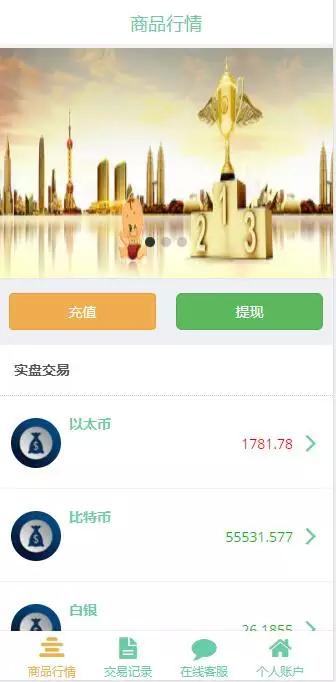 商品行情
1
2
3
充值
提现
实盘交易
以太币
1781.78
比特币
55531.577
白银
26.1855
商品行情
交易记录
在线客服
个人账户